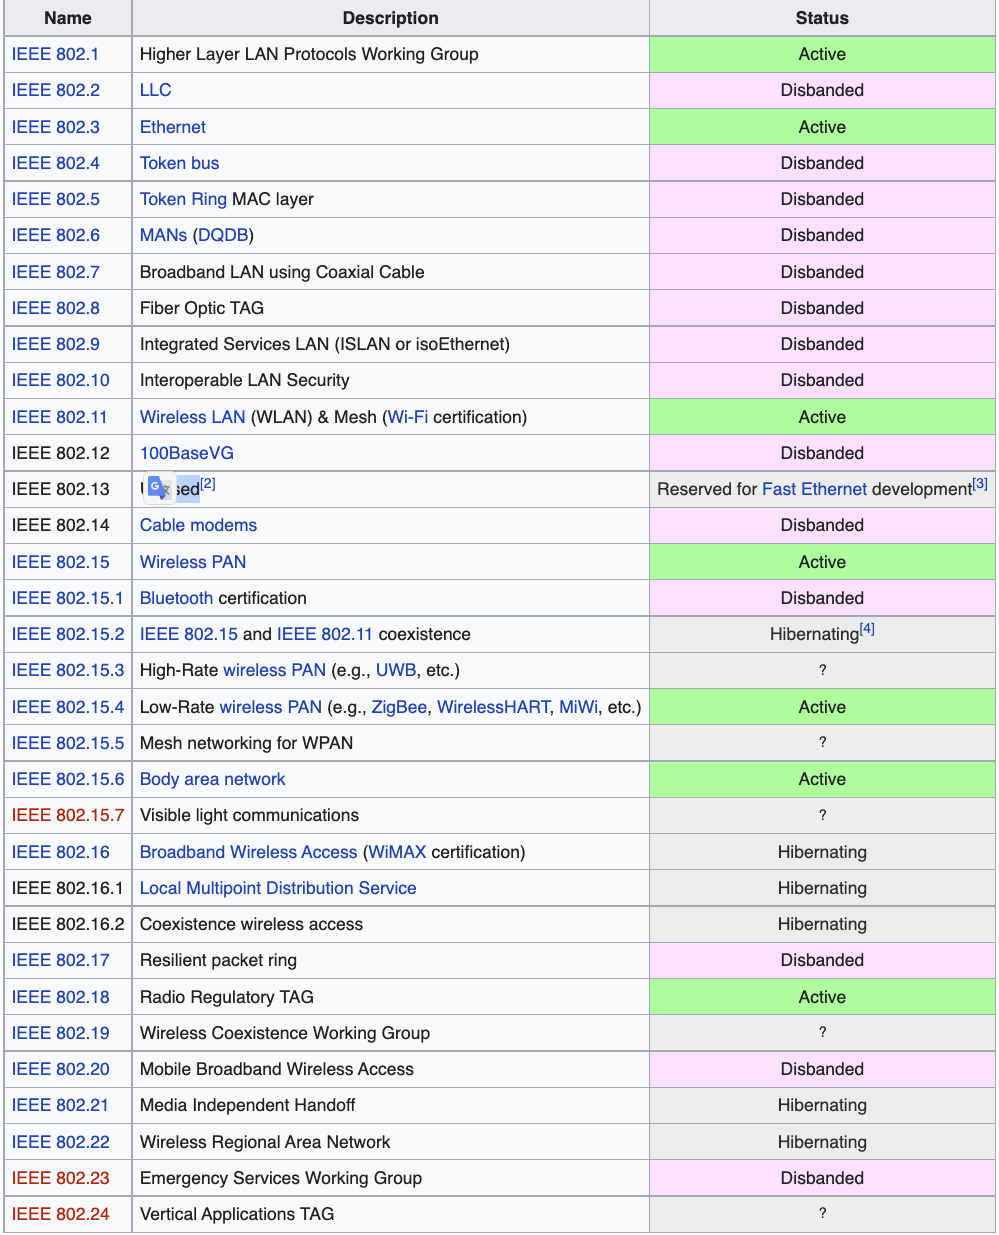 Name Description Status
IEEE 802.1 Higher Layer LAN Protocols Working Group Active
IEEE 802.2 LLC Disbanded
IEEE 802.3 Ethernet Active
IEEE 802.4 Token bus Disbanded
IEEE 802.5 Token Ring MAC layer Disbanded
IEEE 802.6 MANs (DQDB) Disbanded
IEEE 802.7 Broadband LAN using Coaxial Cable Disbanded
IEEE 802.8 Fiber Optic TAG Disbanded
IEEE 802.9 Integrated Services LAN (ISLAN or isoEthernet) Disbanded
IEEE 802.10 Interoperable LAN Security Disbanded
IEEE 802.11 Wireless LAN (WLAN) & Mesh (Wi-Fi certification) Active
IEEE 802.12 100BaseVG Disbanded
IEEE 802.13 [2] Reserved for Fast Ethernet development[3]
IEEE 802.14 Cable modems Disbanded
IEEE 802.15 Wireless PAN Active
IEEE 802.15.1 Bluetooth certification Disbanded
IEEE 802.15.2 IEEE 802.15 and IEEE 802.11 coexistence Hibernating[4]
IEEE 802.15.3 High-Rate wireless PAN (e.g., UWB, etc.) ?
IEEE 802.15.4 Low-Rate wireless PAN (e.g., ZigBee, WirelessHART, MiWi, etc.) Active
IEEE 802.15.5 Mesh networking for WPAN ?
IEEE 802.15.6 Body area network Active
IEEE 802.15.7 Visible light communications ?
IEEE 802.16 Broadband Wireless Access (WiMAX certification) Hibernating
IEEE 802.16.1 Local Multipoint Distribution Service Hibernating
IEEE 802.16.2 Coexistence wireless access Hibernating
IEEE 802.17 Resilient packet ring Disbanded
IEEE 802.18 Radio Regulatory TAG Active
IEEE 802.19 Wireless Coexistence Working Group ?
IEEE 802.20 Mobile Broadband Wireless Access Disbanded
IEEE 802.21 Media Independent Handoff Hibernating
IEEE 802.22 Wireless Regional Area Network Hibernating
IEEE 802.23 Emergency Services Working Group Disbanded
IEEE 802.24 Vertical Applications TAG ?